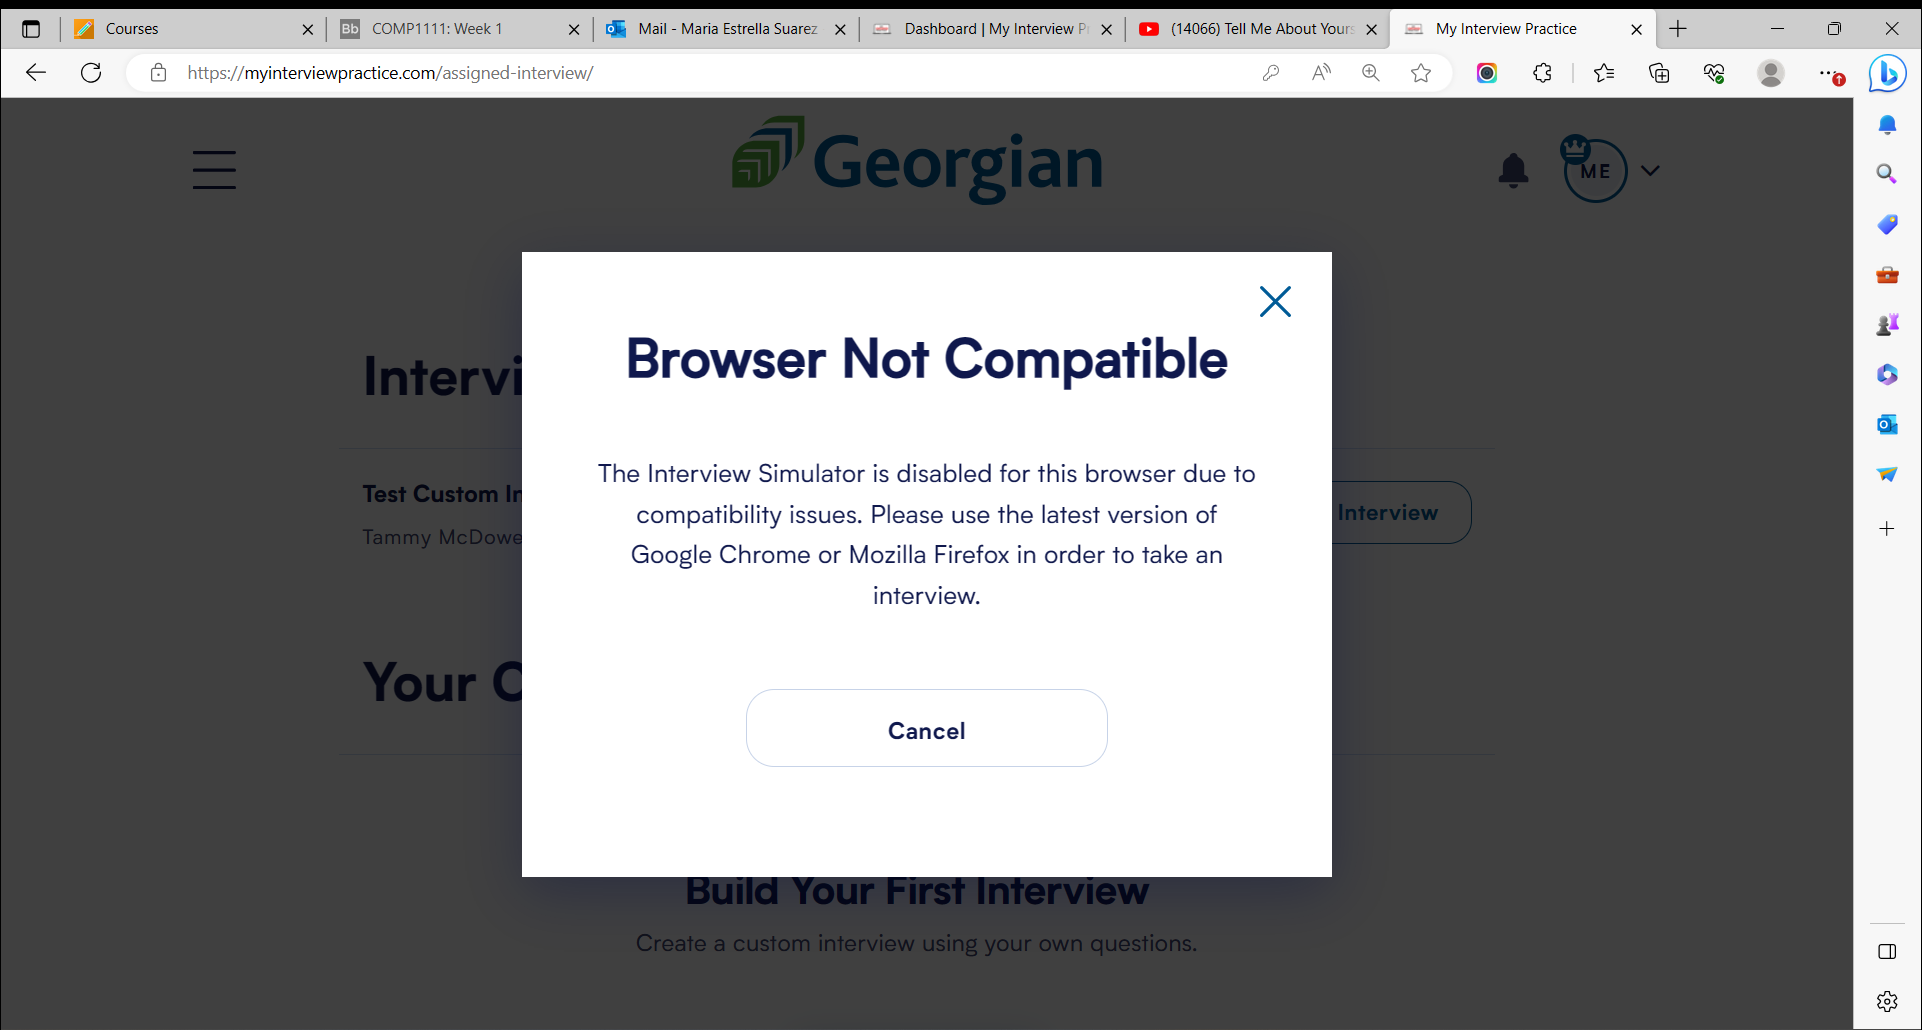 Courses
Bb COMP1111: Week 1
Mail - Maria Estrella Suarez
Dashboard | My Interview Pr
(14066) Tell Me About Yours
My Interview Practice
https://myinterviewpractice.com/assigned-interview/
Georgian
ME
Browser Not Compatible
Intervi
The Interview Simulator is disabled for this browser due to
compatibility issues. Please use the latest version of
Google Chrome or Mozilla Firefox in order to take an
interview.
Test Custom In
Tammy McDowe
Interview
Your C
Cancel
Build Your First Interview
Create a custom interview using your own questions.